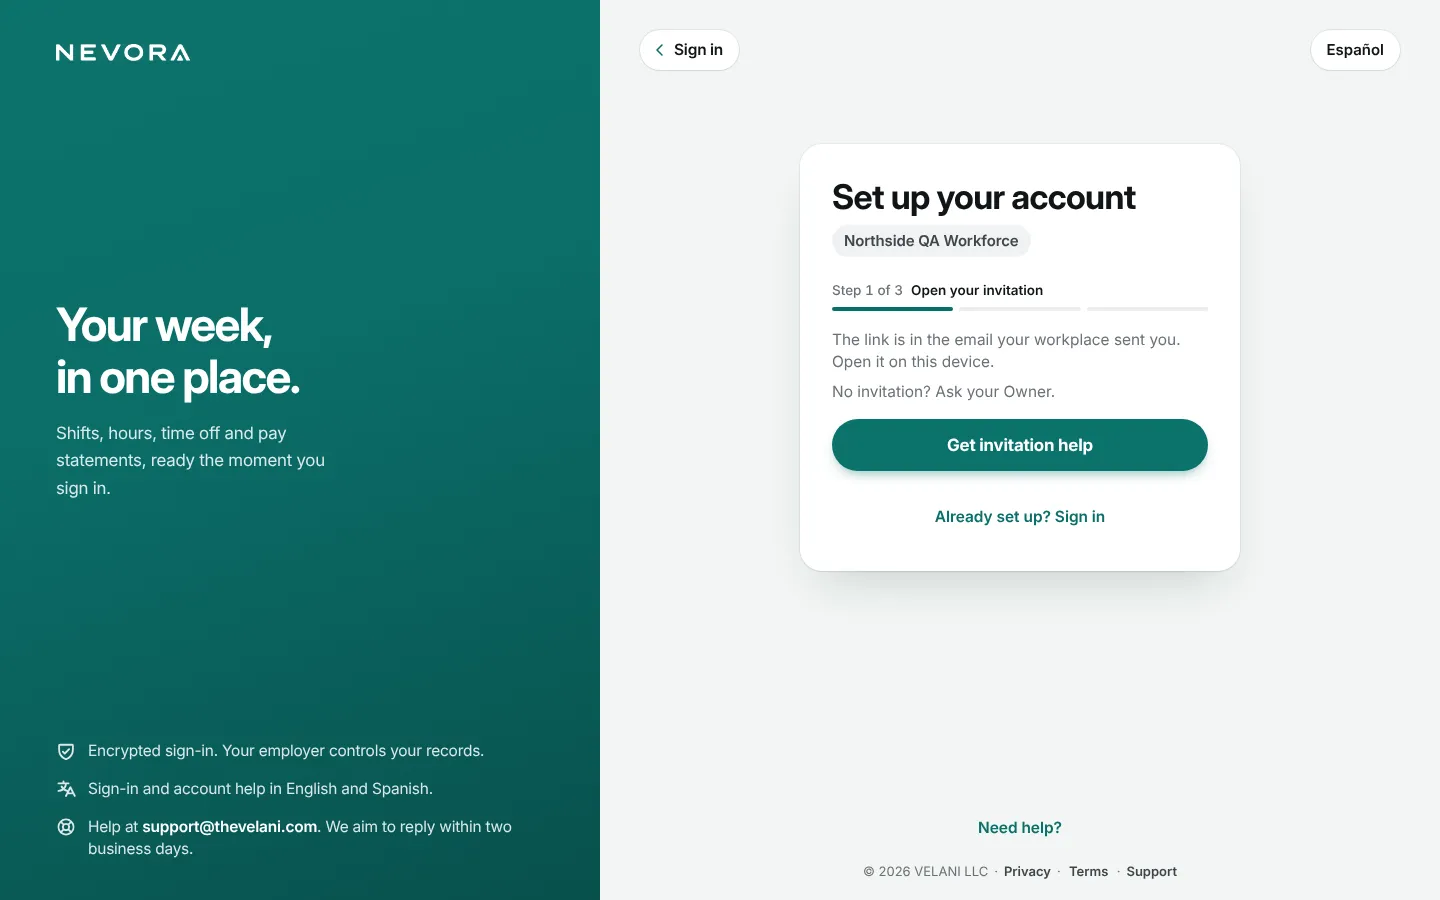 NEVORA
Your week,
in one place.
Shifts, hours, time off and pay
statements, ready the moment you
sign in.
Encrypted sign-in. Your employer controls your records.
Sign-in and account help in English and Spanish.
Help at support@thevelani.com. We aim to reply within two
business days.
Sign in
Español
Set up your account
Northside QA Workforce
Step 1 of 3 Open your invitation
The link is in the email your workplace sent you.
Open it on this device.
No invitation? Ask your Owner.
Get invitation help
Already set up? Sign in
Need help?
© 2026 VELANI LLC · Privacy · Terms · Support